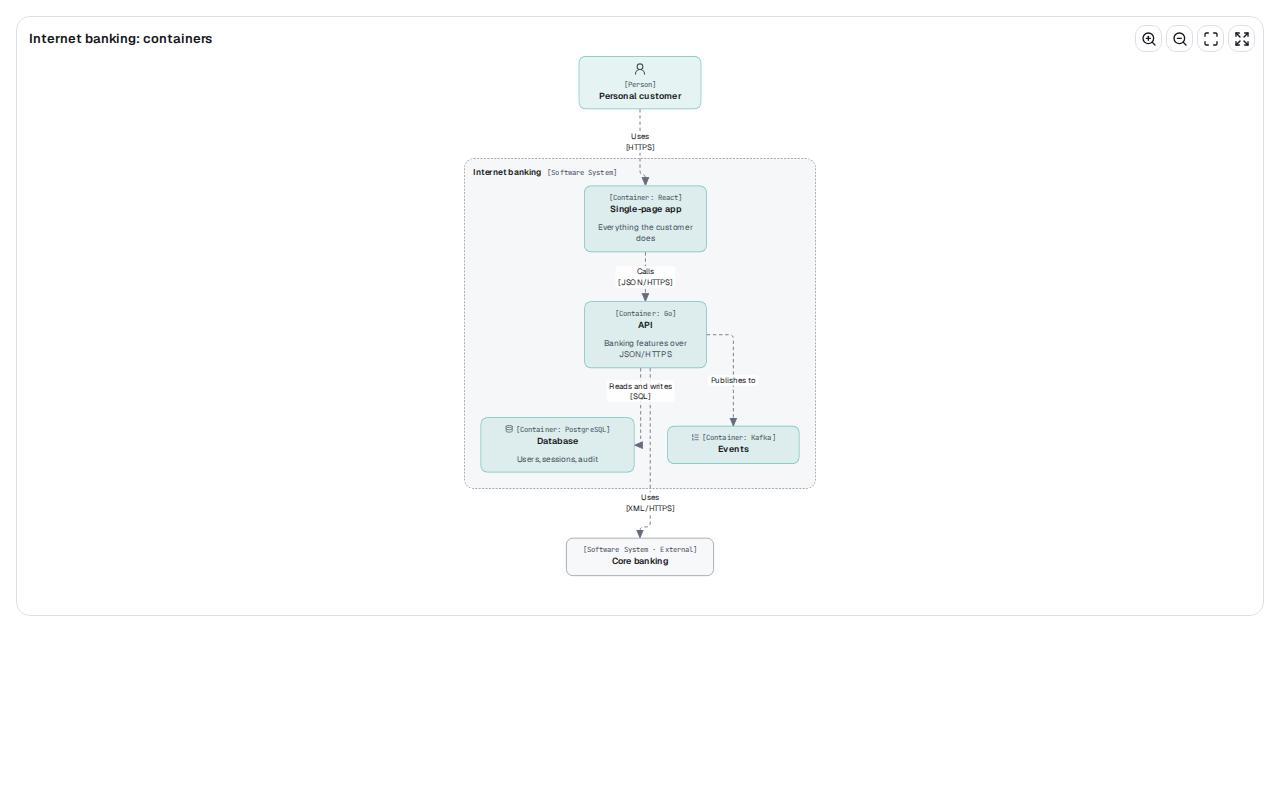 Internet banking: containers
[Person]
Personal customer
Uses
[HTTPS]
Internet banking [Software System]
[Container: React]
Single-page app
Everything the customer
does
Calls
[JSON/HTTPS]
[Container: Go]
API
Banking features over
JSON/HTTPS
Publishes to
Reads and writes
[SQL]
[Container: PostgreSQL]
Database
Users, sessions, audit
[Container: Kafka]
Events
Uses
[XML/HTTPS]
[Software System · External]
Core banking